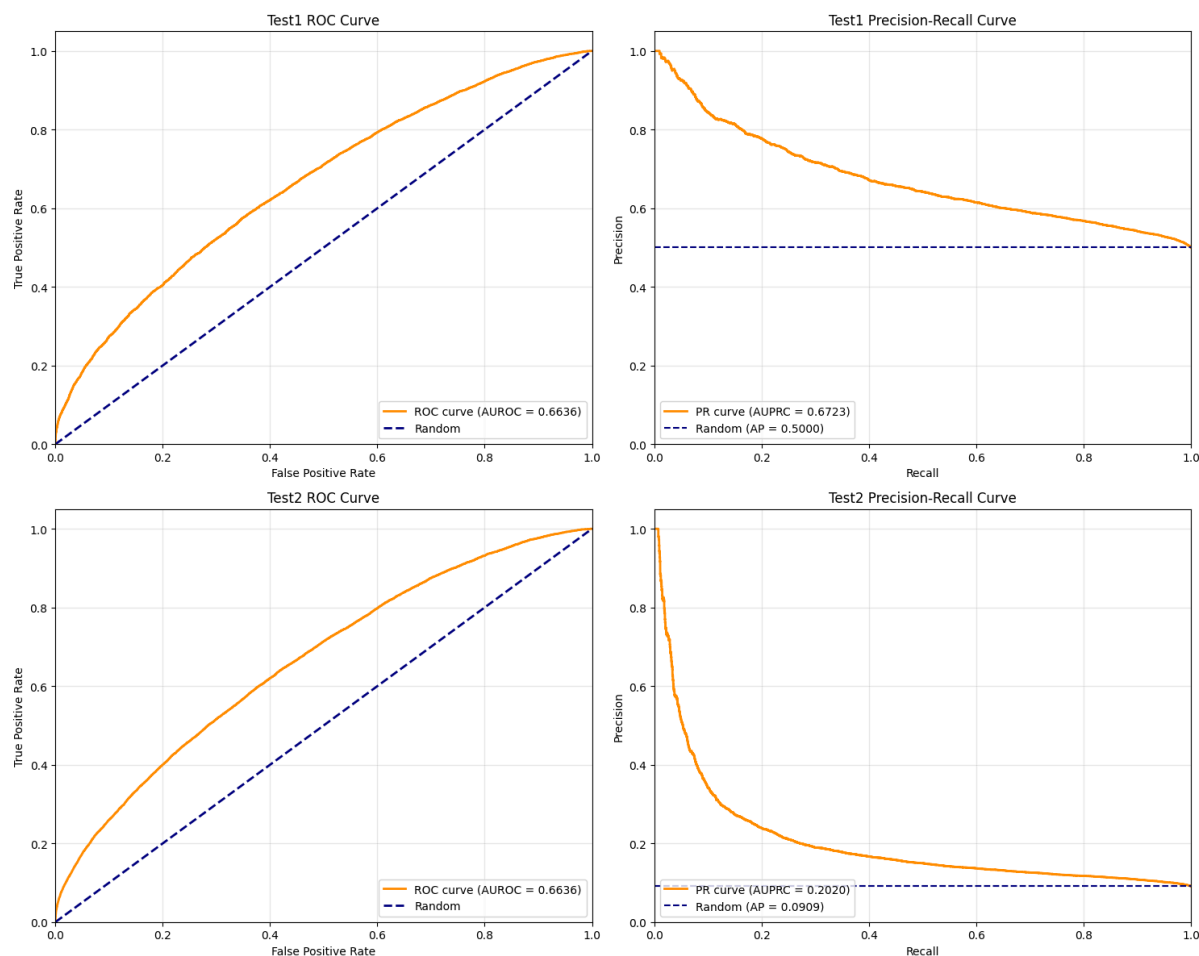 Test1 ROC Curve
True Positive Rate
1.0
0.8
0.6
0.4
0.2
0.0
ROC curve (AUROC = 0.6636)
Random
0.0 0.2 0.4 0.6 0.8 1.0
False Positive Rate
Test1 Precision-Recall Curve
Precision
1.0
0.8
0.6
0.4
0.2
0.0
PR curve (AUPRC = 0.6723)
Random (AP = 0.5000)
0.0 0.2 0.4 0.6 0.8 1.0
Recall
Test2 ROC Curve
True Positive Rate
1.0
0.8
0.6
0.4
0.2
0.0
ROC curve (AUROC = 0.6636)
Random
0.0 0.2 0.4 0.6 0.8 1.0
False Positive Rate
Test2 Precision-Recall Curve
Precision
1.0
0.8
0.6
0.4
0.2
0.0
PR curve (AUPRC = 0.2020)
Random (AP = 0.0909)
0.0 0.2 0.4 0.6 0.8 1.0
Recall